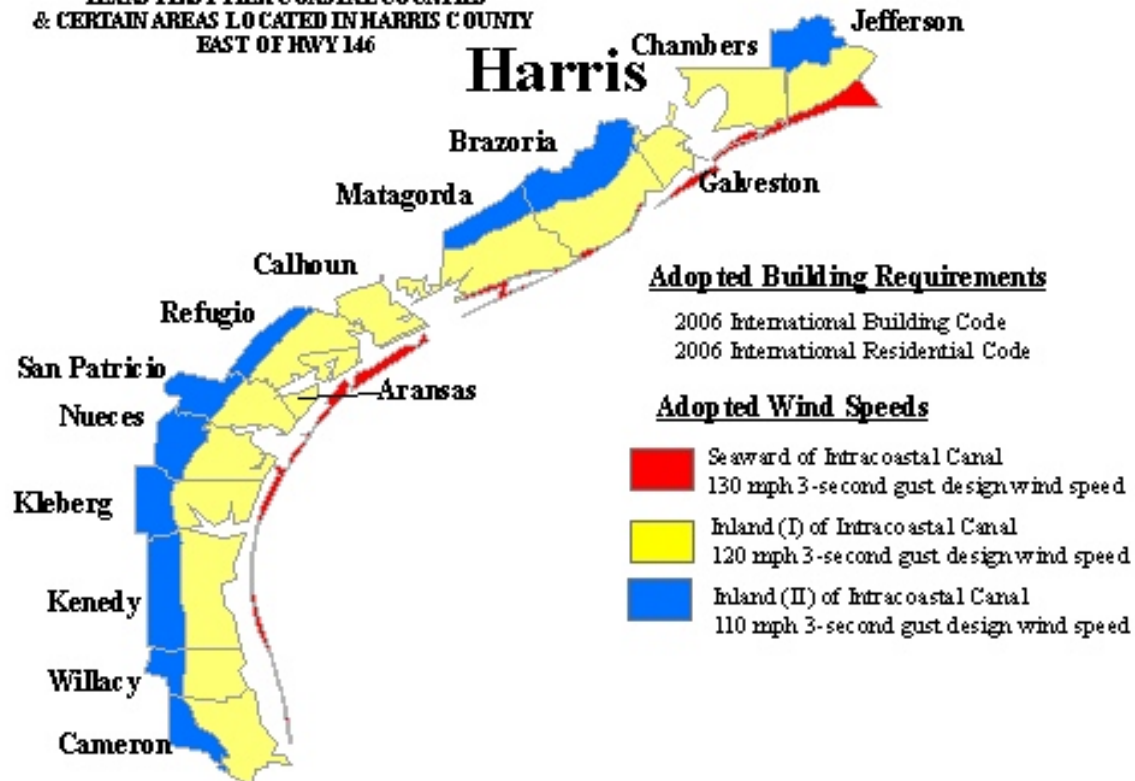 & CERTAIN AREAS LOCATED IN HARRIS COUNTY
EAST OF HWY 146
Harris
Chambers
Jefferson
Brazoria
Matagorda
Galveston
Calhoun
Refugio
San Patricio
Nueces
Aransas
Kleberg
Kenedy
Willacy
Cameron
Adopted Building Requirements
2006 International Building Code
2006 International Residential Code
Adopted Wind Speeds
Seaward of Intracoastal Canal
130 mph 3-second gust design wind speed
Inland (I) of Intracoastal Canal
120 mph 3-second gust design wind speed
Inland (II) of Intracoastal Canal
110 mph 3-second gust design wind speed